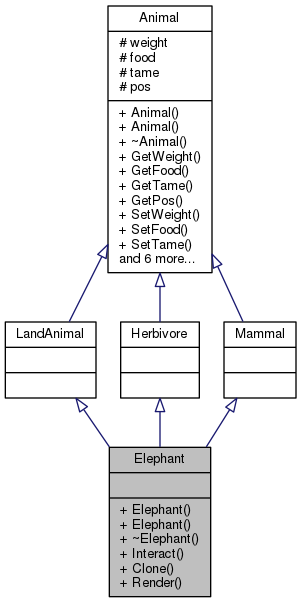 Animal
# weight
# food
# tame
# pos
+ Animal()
+ Animal()
+ ~Animal()
+ GetWeight()
+ GetFood()
+ GetTame()
+ GetPos()
+ SetWeight()
+ SetFood()
+ SetTame()
and 6 more...
LandAnimal
Herbivore
Mammal
Elephant
+ Elephant()
+ Elephant()
+ ~Elephant()
+ Interact()
+ Clone()
+ Render()